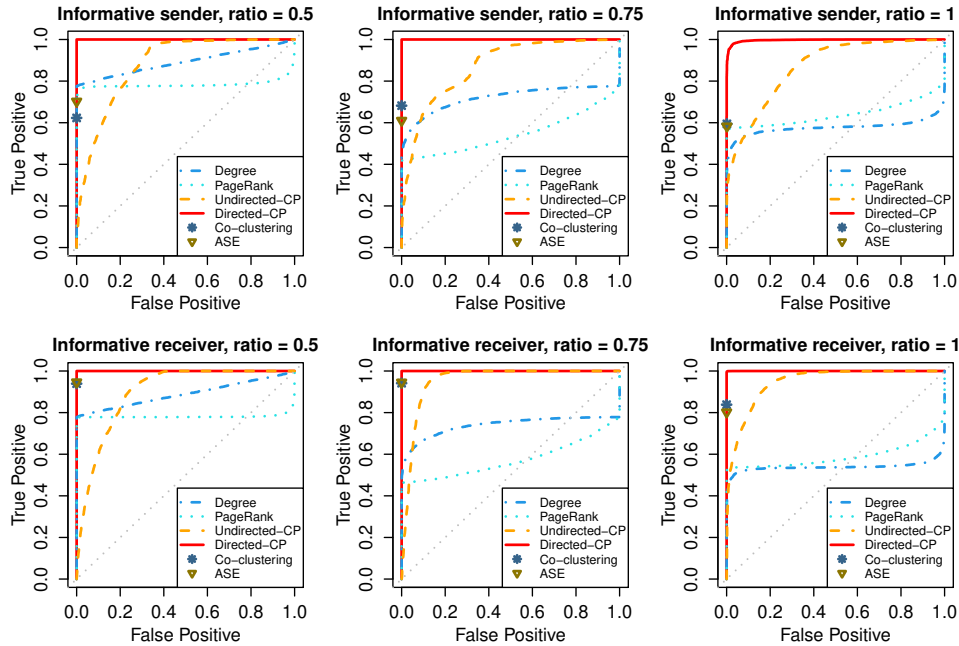 Informative sender, ratio = 0.5
True Positive
1.0
0.8
0.6
0.4
0.2
0.0
Degree
PageRank
Undirected−CP
Directed−CP
Co−clustering
ASE
0.0 0.2 0.4 0.6 0.8 1.0
False Positive
Informative sender, ratio = 0.75
True Positive
1.0
0.8
0.6
0.4
0.2
0.0
Degree
PageRank
Undirected−CP
Directed−CP
Co−clustering
ASE
0.0 0.2 0.4 0.6 0.8 1.0
False Positive
Informative sender, ratio = 1
True Positive
1.0
0.8
0.6
0.4
0.2
0.0
Degree
PageRank
Undirected−CP
Directed−CP
Co−clustering
ASE
0.0 0.2 0.4 0.6 0.8 1.0
False Positive
Informative receiver, ratio = 0.5
True Positive
1.0
0.8
0.6
0.4
0.2
0.0
Degree
PageRank
Undirected−CP
Directed−CP
Co−clustering
ASE
0.0 0.2 0.4 0.6 0.8 1.0
False Positive
Informative receiver, ratio = 0.75
True Positive
1.0
0.8
0.6
0.4
0.2
0.0
Degree
PageRank
Undirected−CP
Directed−CP
Co−clustering
ASE
0.0 0.2 0.4 0.6 0.8 1.0
False Positive
Informative receiver, ratio = 1
True Positive
1.0
0.8
0.6
0.4
0.2
0.0
Degree
PageRank
Undirected−CP
Directed−CP
Co−clustering
ASE
0.0 0.2 0.4 0.6 0.8 1.0
False Positive